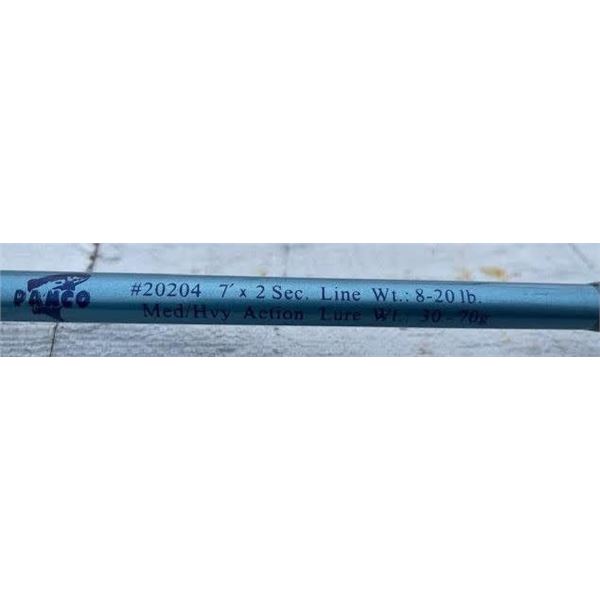 DAMCO
#20204 7' x 2 Sec. Line Wt.: 8-20 lb.
Med/Hvy Action Lure Wt.: 30 - 70g